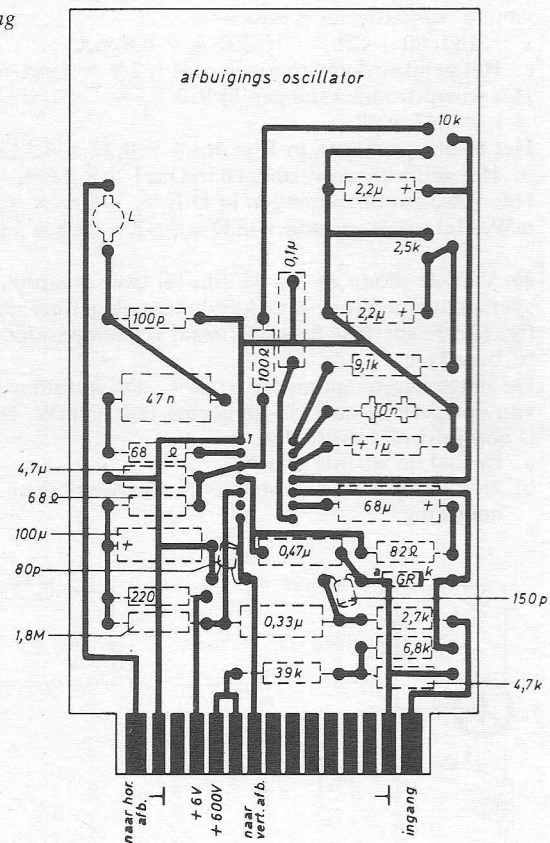 ng
afbuigings oscillator
10k
2,2µ +
L
0,1µ
2,5k
100p
2,2µ +
100Ω
9,1k
47n
10n
1
+ 1µ
68 Ω
4,7µ
68Ω
68µ +
100µ
+
0,47µ
82Ω
80p
a GR k
220
150p
1,8M
0,33µ
2,7k
6,8k
39k
4,7k
naar hor.
afb.
+ 6V
+ 600V
naar
vert. afb.
ingang